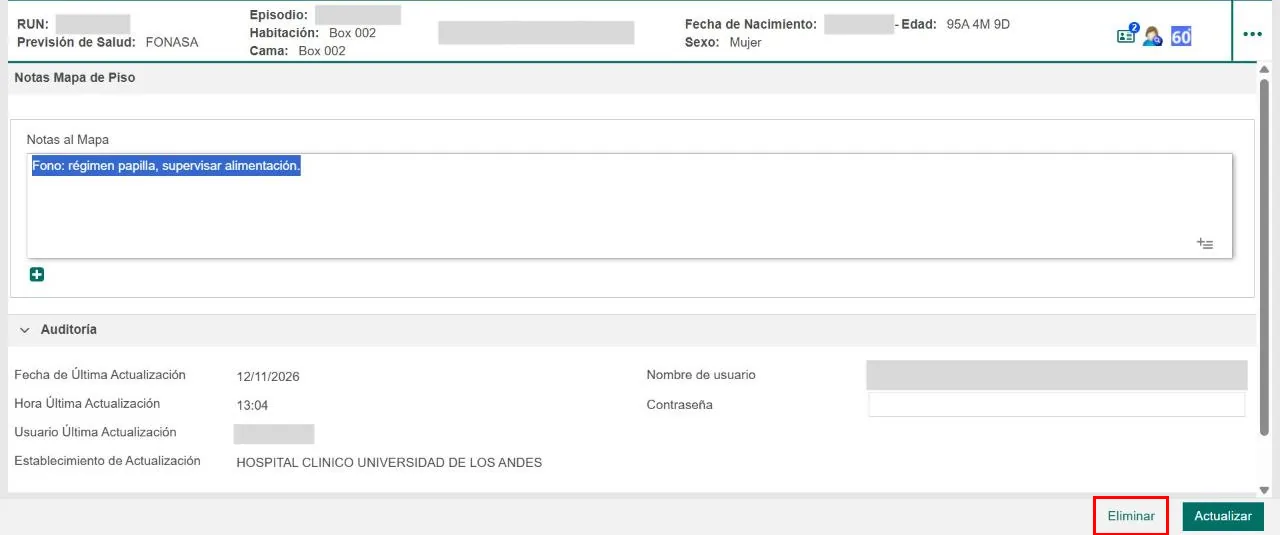 RUN:
Previsión de Salud: FONASA
Episodio:
Habitación: Box 002
Cama: Box 002
Fecha de Nacimiento: - Edad: 95A 4M 9D
Sexo: Mujer
2
60
Notas Mapa de Piso
Notas al Mapa
Fono: régimen papilla, supervisar alimentación.
Auditoría
Fecha de Última Actualización 12/11/2026
Nombre de usuario
Hora Última Actualización 13:04
Contraseña
Usuario Última Actualización
Establecimiento de Actualización HOSPITAL CLINICO UNIVERSIDAD DE LOS ANDES
Eliminar
Actualizar